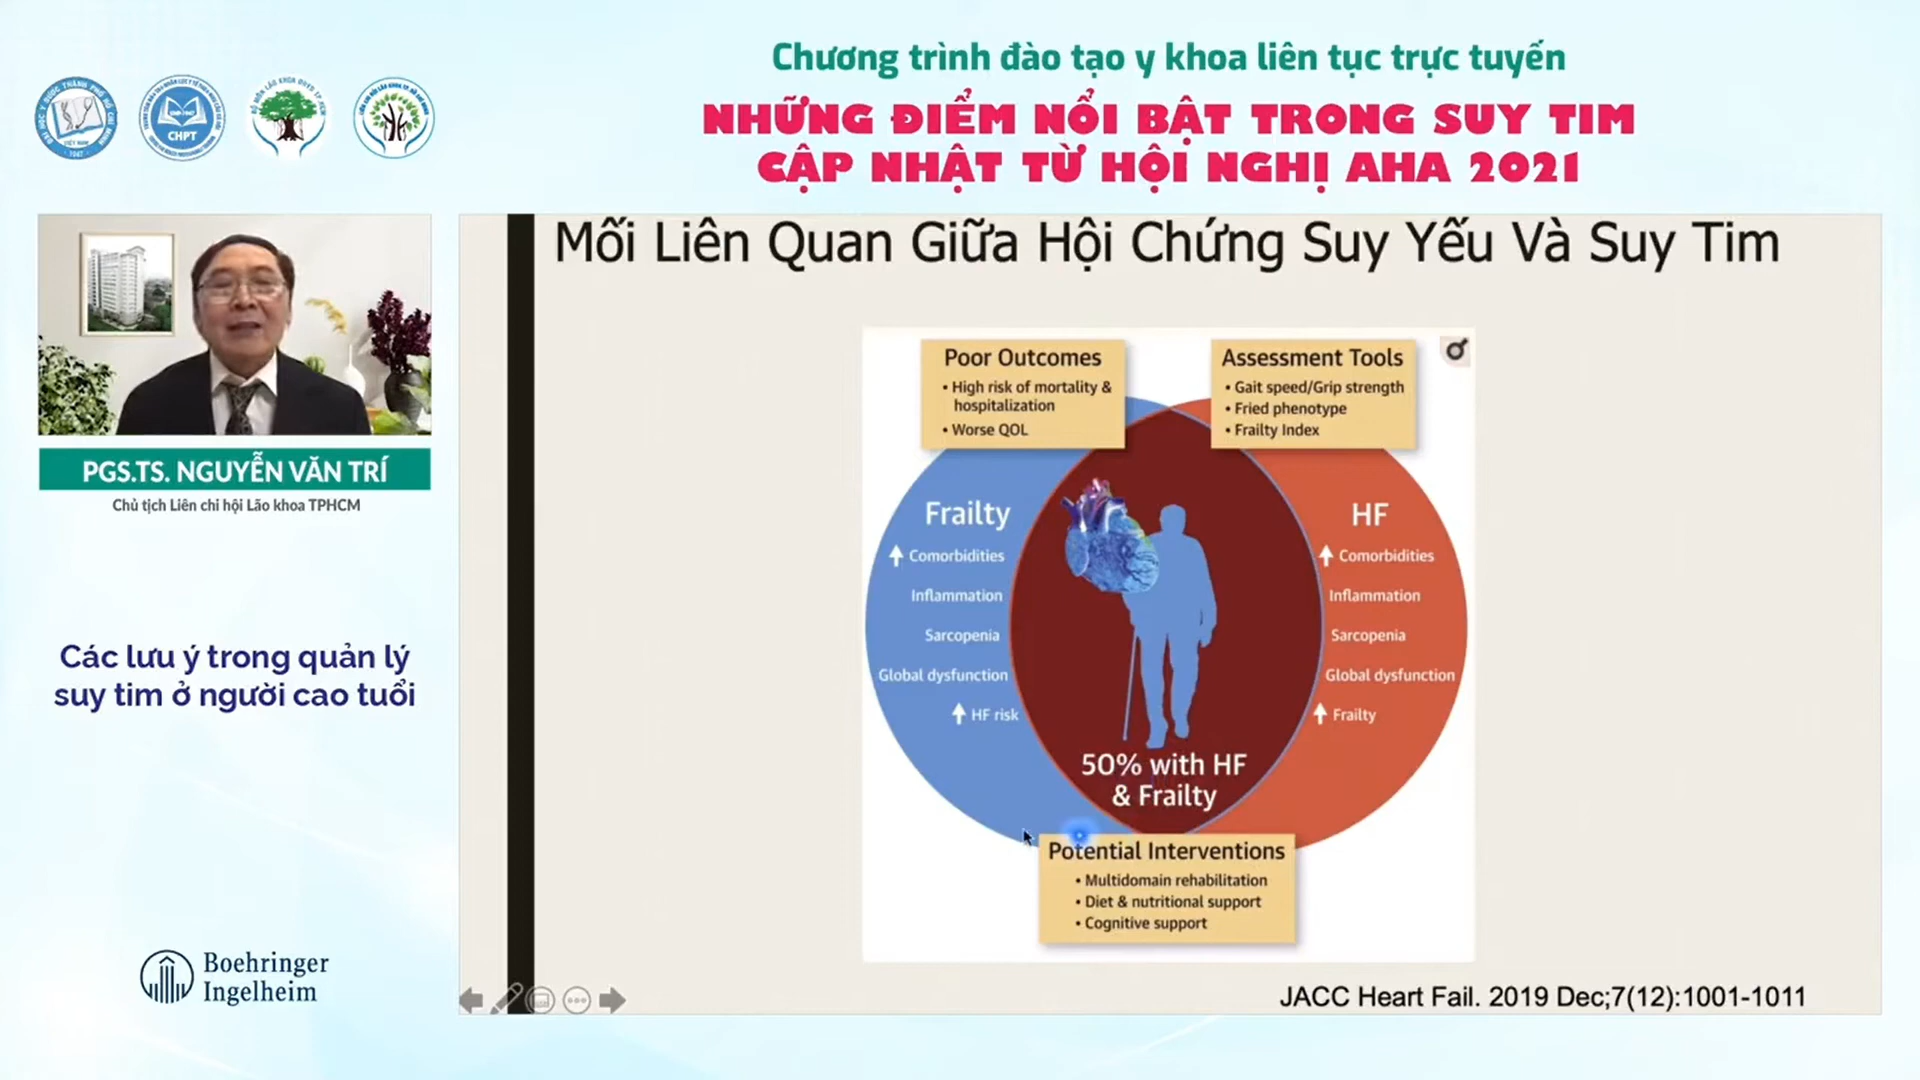 Chương trình đào tạo y khoa liên tục trực tuyến
NHỮNG ĐIỂM NỔI BẬT TRONG SUY TIM
CẬP NHẬT TỪ HỘI NGHỊ AHA 2021
CHPT
PGS.TS. NGUYỄN VĂN TRÍ
Chủ tịch Liên chi hội Lão khoa TPHCM
Các lưu ý trong quản lý
suy tim ở người cao tuổi
Boehringer
Ingelheim
Mối Liên Quan Giữa Hội Chứng Suy Yếu Và Suy Tim
Poor Outcomes
• High risk of mortality &
hospitalization
• Worse QOL
Assessment Tools
• Gait speed/Grip strength
• Fried phenotype
• Frailty Index
Frailty
Comorbidities
Inflammation
Sarcopenia
Global dysfunction
HF risk
HF
Comorbidities
Inflammation
Sarcopenia
Global dysfunction
Frailty
50% with HF
& Frailty
Potential Interventions
• Multidomain rehabilitation
• Diet & nutritional support
• Cognitive support
JACC Heart Fail. 2019 Dec;7(12):1001-1011